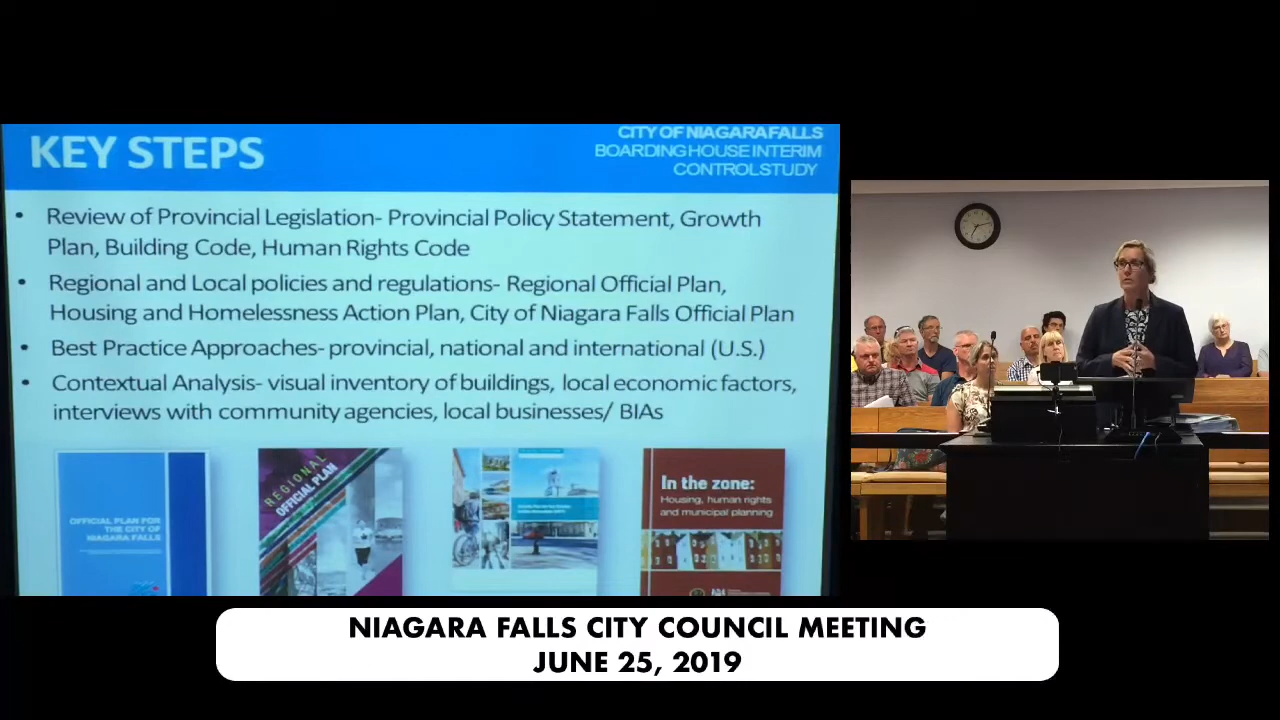 KEY STEPS
CITY OF NIAGARA FALLS
BOARDING HOUSE INTERIM
CONTROL STUDY
• Review of Provincial Legislation- Provincial Policy Statement, Growth
Plan, Building Code, Human Rights Code
• Regional and Local policies and regulations- Regional Official Plan,
Housing and Homelessness Action Plan, City of Niagara Falls Official Plan
• Best Practice Approaches- provincial, national and international (U.S.)
• Contextual Analysis- visual inventory of buildings, local economic factors,
interviews with community agencies, local businesses/ BIAs
OFFICIAL PLAN FOR
THE CITY OF
NIAGARA FALLS
REGIONAL
OFFICIAL PLAN
In the zone:
Housing, human rights
and municipal planning
NIAGARA FALLS CITY COUNCIL MEETING
JUNE 25, 2019